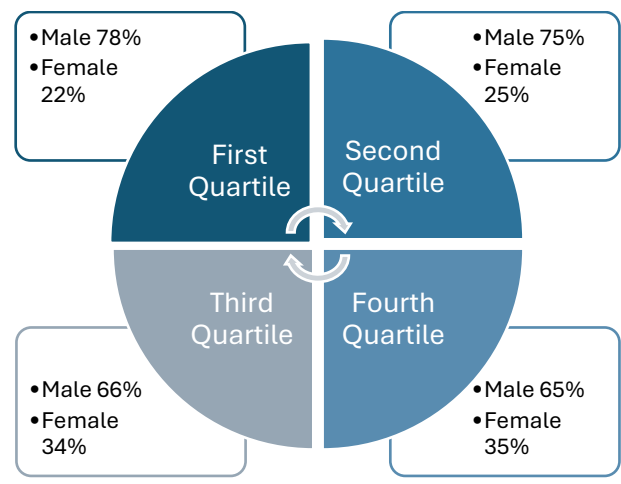 •Male 78%
•Female
22%
•Male 75%
•Female
25%
First
Quartile
Second
Quartile
Third
Quartile
Fourth
Quartile
•Male 66%
•Female
34%
•Male 65%
•Female
35%